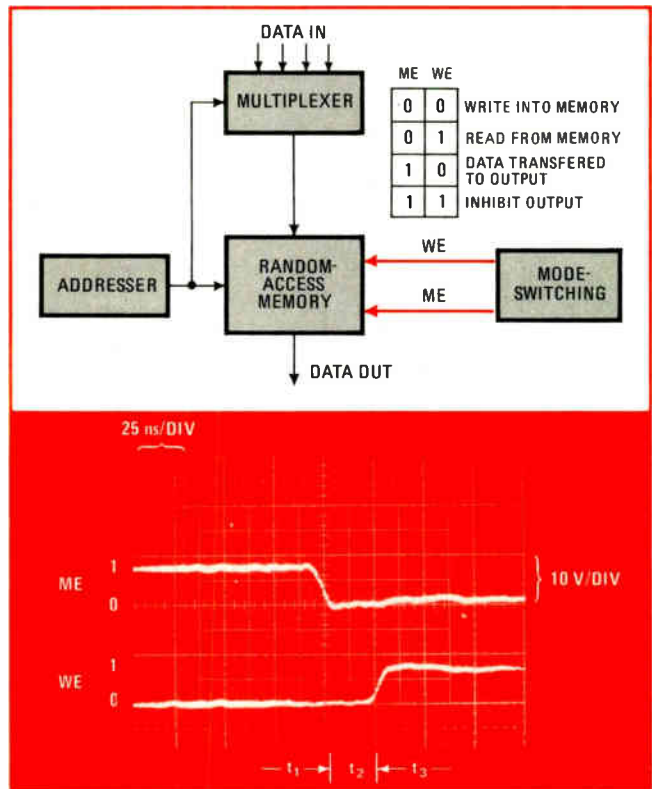 DATA IN
MULTIPLEXER
ME WE
0 0 WRITE INTO MEMORY
0 1 READ FROM MEMORY
1 0 DATA TRANSFERED
TO OUTPUT
1 1 INHIBIT OUTPUT
ADDRESSER
RANDOM-
ACCESS
MEMORY
WE
ME
MODE-
SWITCHING
DATA OUT
25 ns/DIV
ME 1
0
10 V/DIV
WE 1
0
t₁ t₂ t₃